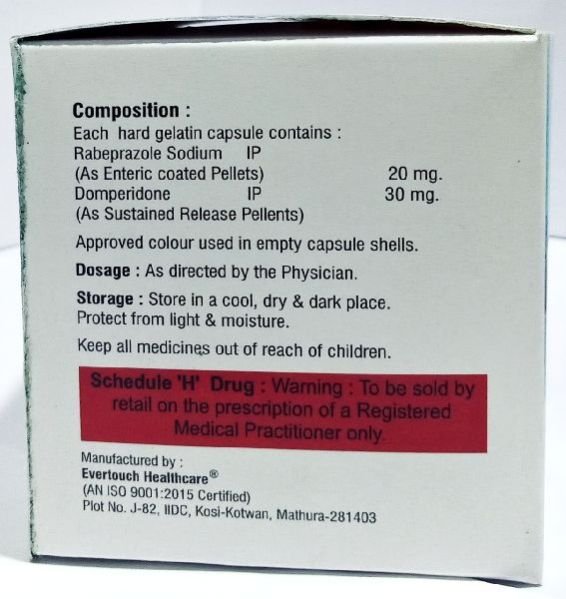 Composition :
Each hard gelatin capsule contains :
Rabeprazole Sodium IP
(As Enteric coated Pellets) 20 mg.
Domperidone IP 30 mg.
(As Sustained Release Pellents)
Approved colour used in empty capsule shells.
Dosage : As directed by the Physician.
Storage : Store in a cool, dry & dark place.
Protect from light & moisture.
Keep all medicines out of reach of children.
Schedule 'H' Drug : Warning : To be sold by
retail on the prescription of a Registered
Medical Practitioner only.
Manufactured by :
Evertouch Healthcare®
(AN ISO 9001:2015 Certified)
Plot No. J-82, IIDC, Kosi-Kotwan, Mathura-281403